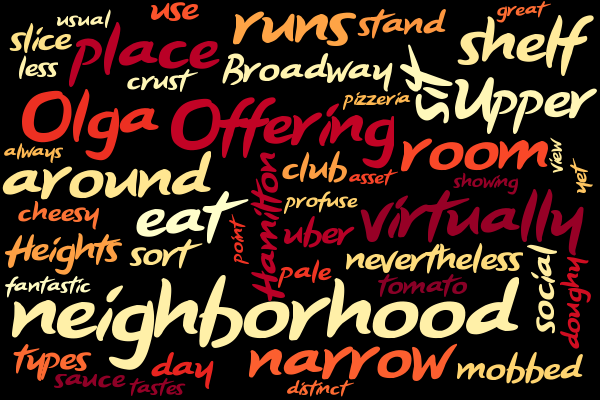 usual
use
great
slice
place
runs
stand
shelf
less
crust
Broadway
sit
Upper
Olga
Offering
pizzeria
always
room
view
around
club
asset
yet
Hamilton
showing
cheesy
eat
profuse
virtually
point
uber
Heights
sort
pale
nevertheless
social
fantastic
tomato
doughy
neighborhood
types
day
narrow
mobbed
sauce
tastes
distinct